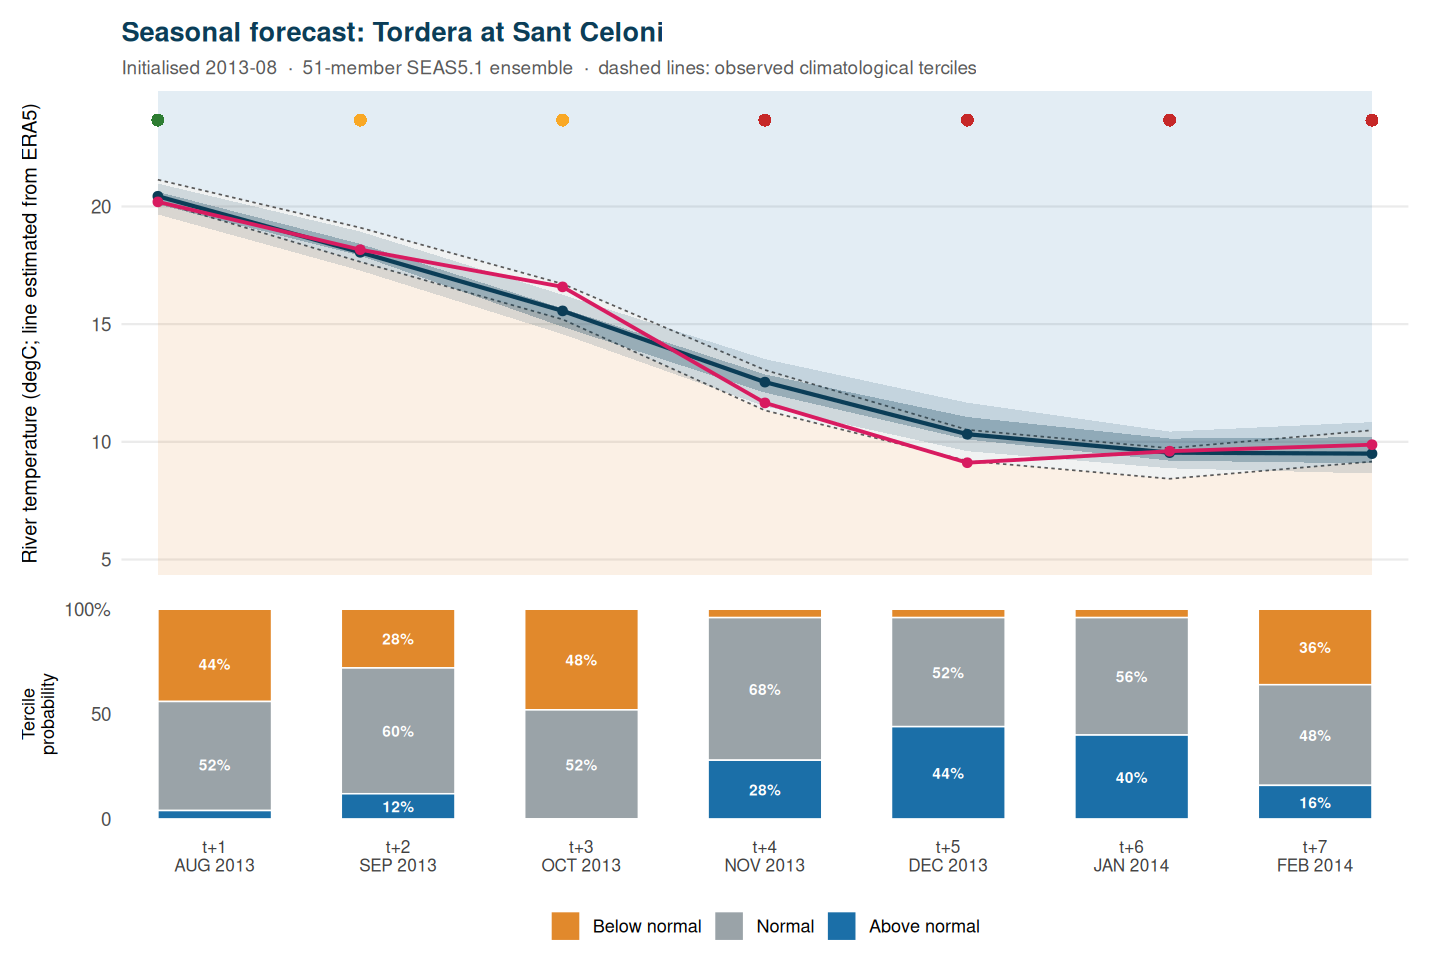 Seasonal forecast: Tordera at Sant Celoni
Initialised 2013-08 · 51-member SEAS5.1 ensemble · dashed lines: observed climatological terciles
River temperature (degC; line estimated from ERA5)
20
15
10
5
Tercile
probability
100%
50
0
44%
52%
28%
60%
12%
48%
52%
68%
28%
52%
44%
56%
40%
36%
48%
16%
t+1
AUG 2013
t+2
SEP 2013
t+3
OCT 2013
t+4
NOV 2013
t+5
DEC 2013
t+6
JAN 2014
t+7
FEB 2014
Below normal
Normal
Above normal